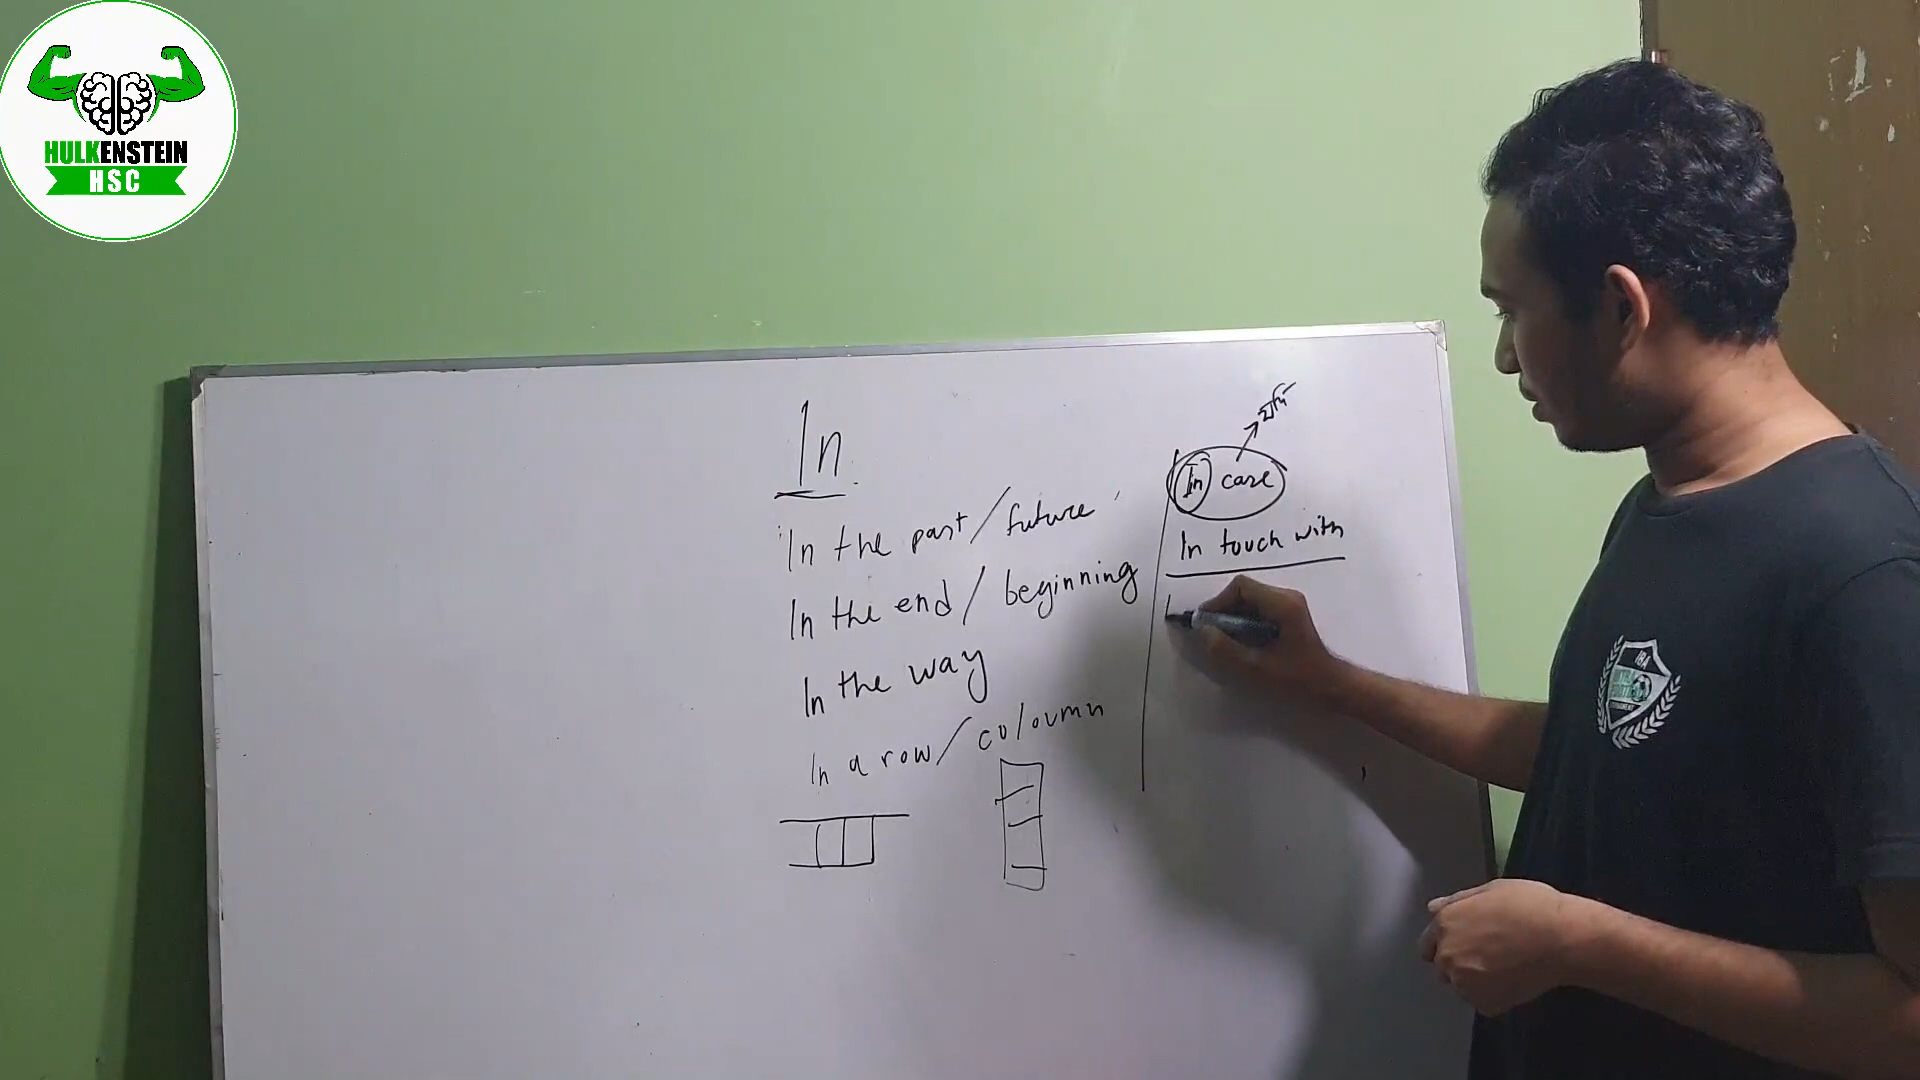 HULKENSTEIN
HSC
In
In the past/future
In the end/beginning
In the way
In a row/coloumn
যদি
In case
In touch with
IBA